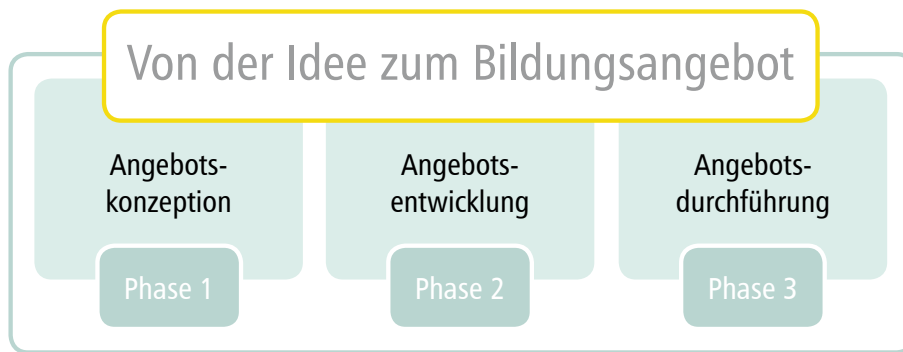 Von der Idee zum Bildungsangebot
Angebots-
konzeption
Phase 1
Angebots-
entwicklung
Phase 2
Angebots-
durchführung
Phase 3